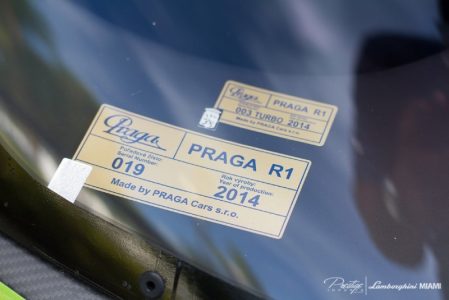 Praga
PRAGA R1
Pořadové číslo:
Serial Number:
019
Rok výroby:
Year of production:
2014
Made by PRAGA Cars s.r.o.
Praga
PRAGA R1
003 TURBO 2014
Made by PRAGA Cars s.r.o.
Prestige
IMPORTS
Lamborghini MIAMI